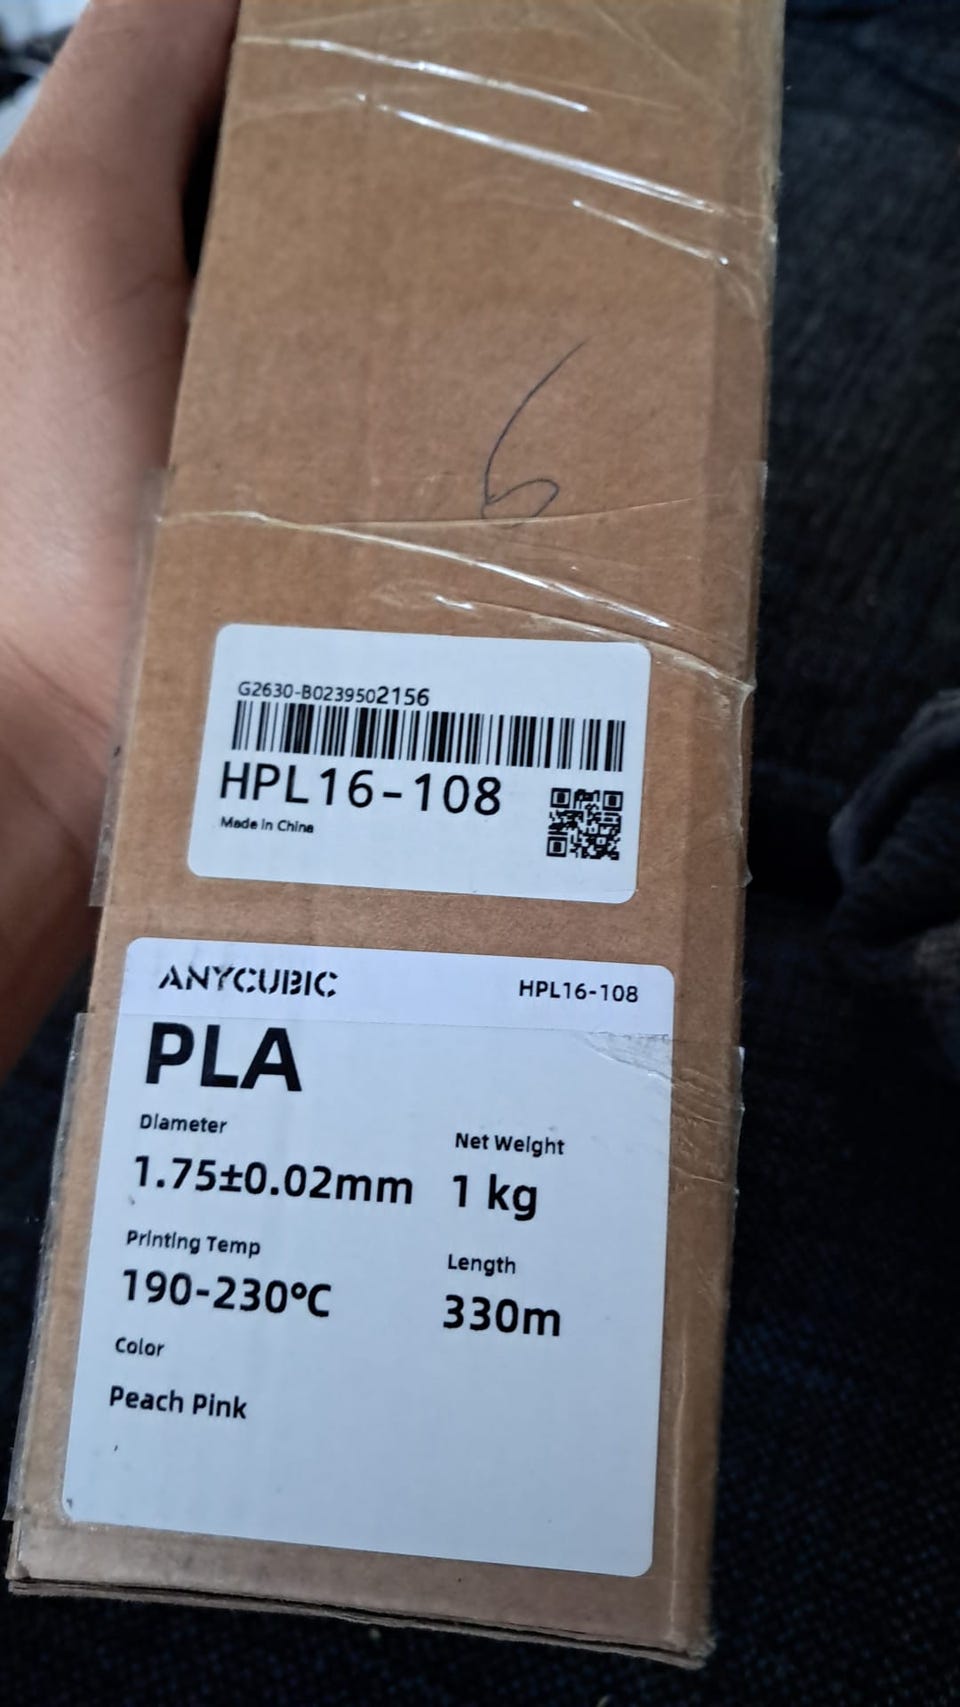 6
G2630-B0239502156
HPL16-108
Made in China
ANYCUBIC
HPL16-108
PLA
Diameter
Net Weight
1.75±0.02mm
1 kg
Printing Temp
Length
190-230°C
330m
Color
Peach Pink